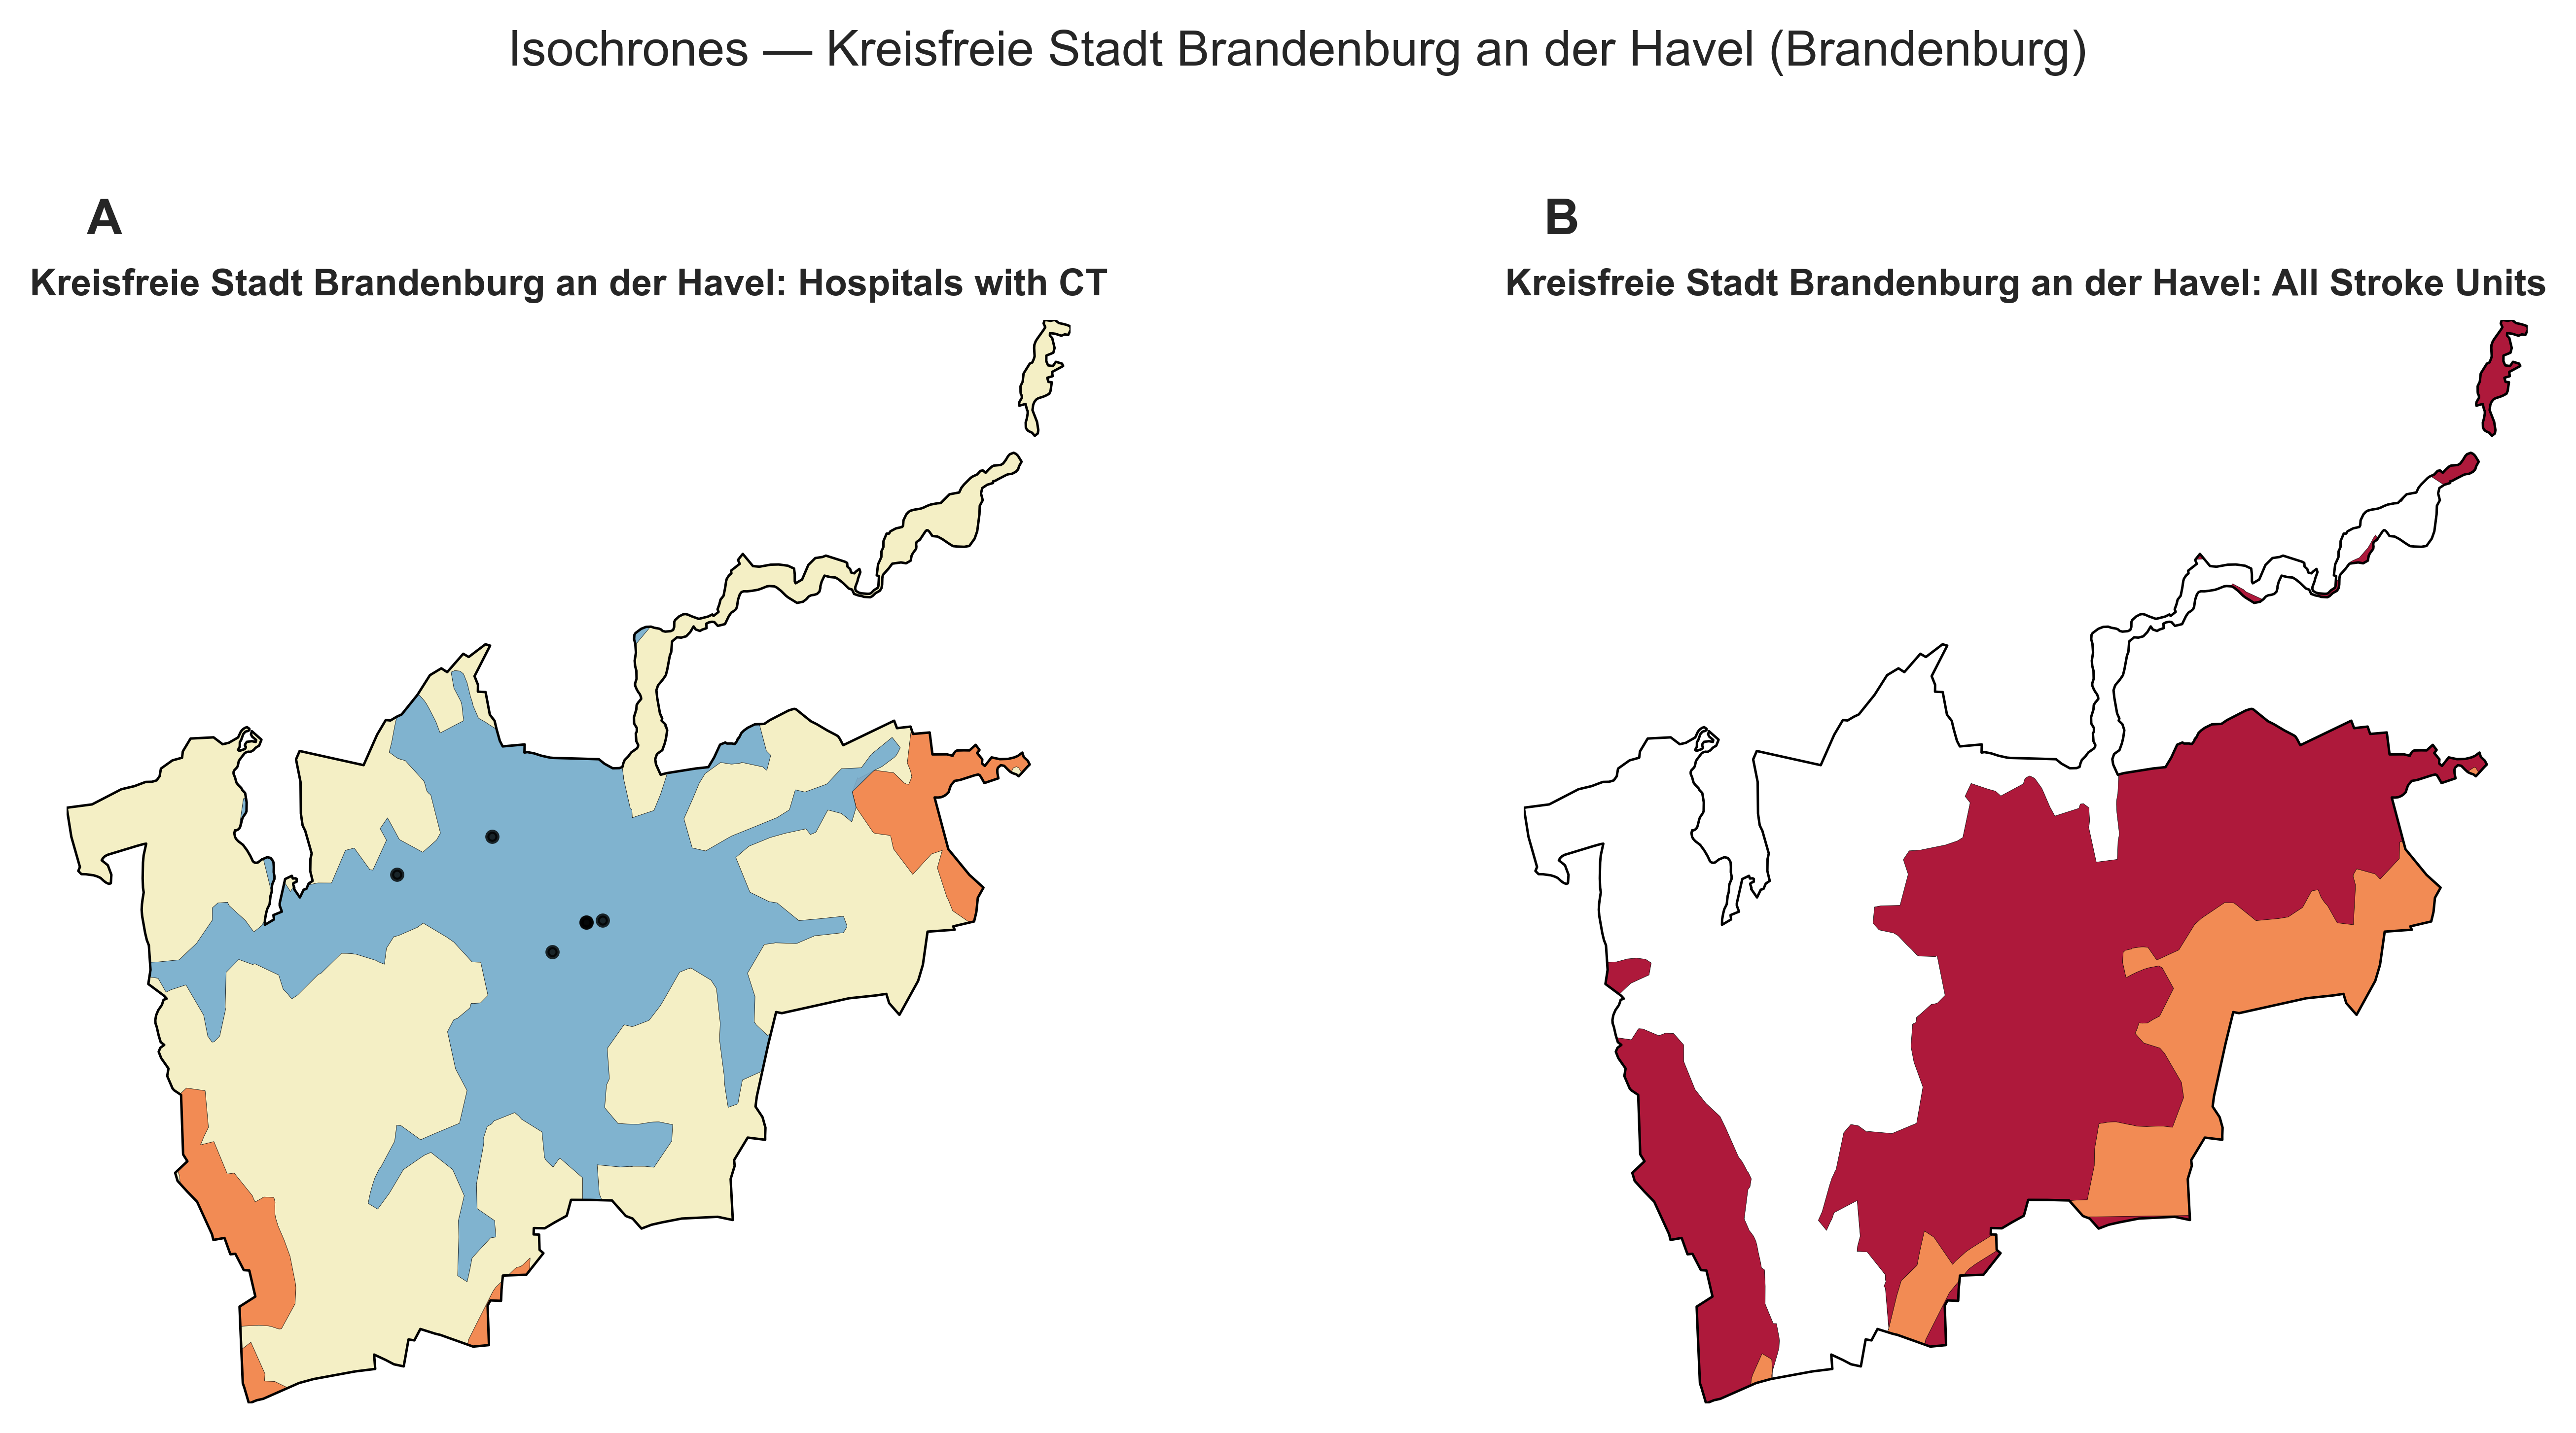 Isochrones — Kreisfreie Stadt Brandenburg an der Havel (Brandenburg)
A
Kreisfreie Stadt Brandenburg an der Havel: Hospitals with CT
B
Kreisfreie Stadt Brandenburg an der Havel: All Stroke Units